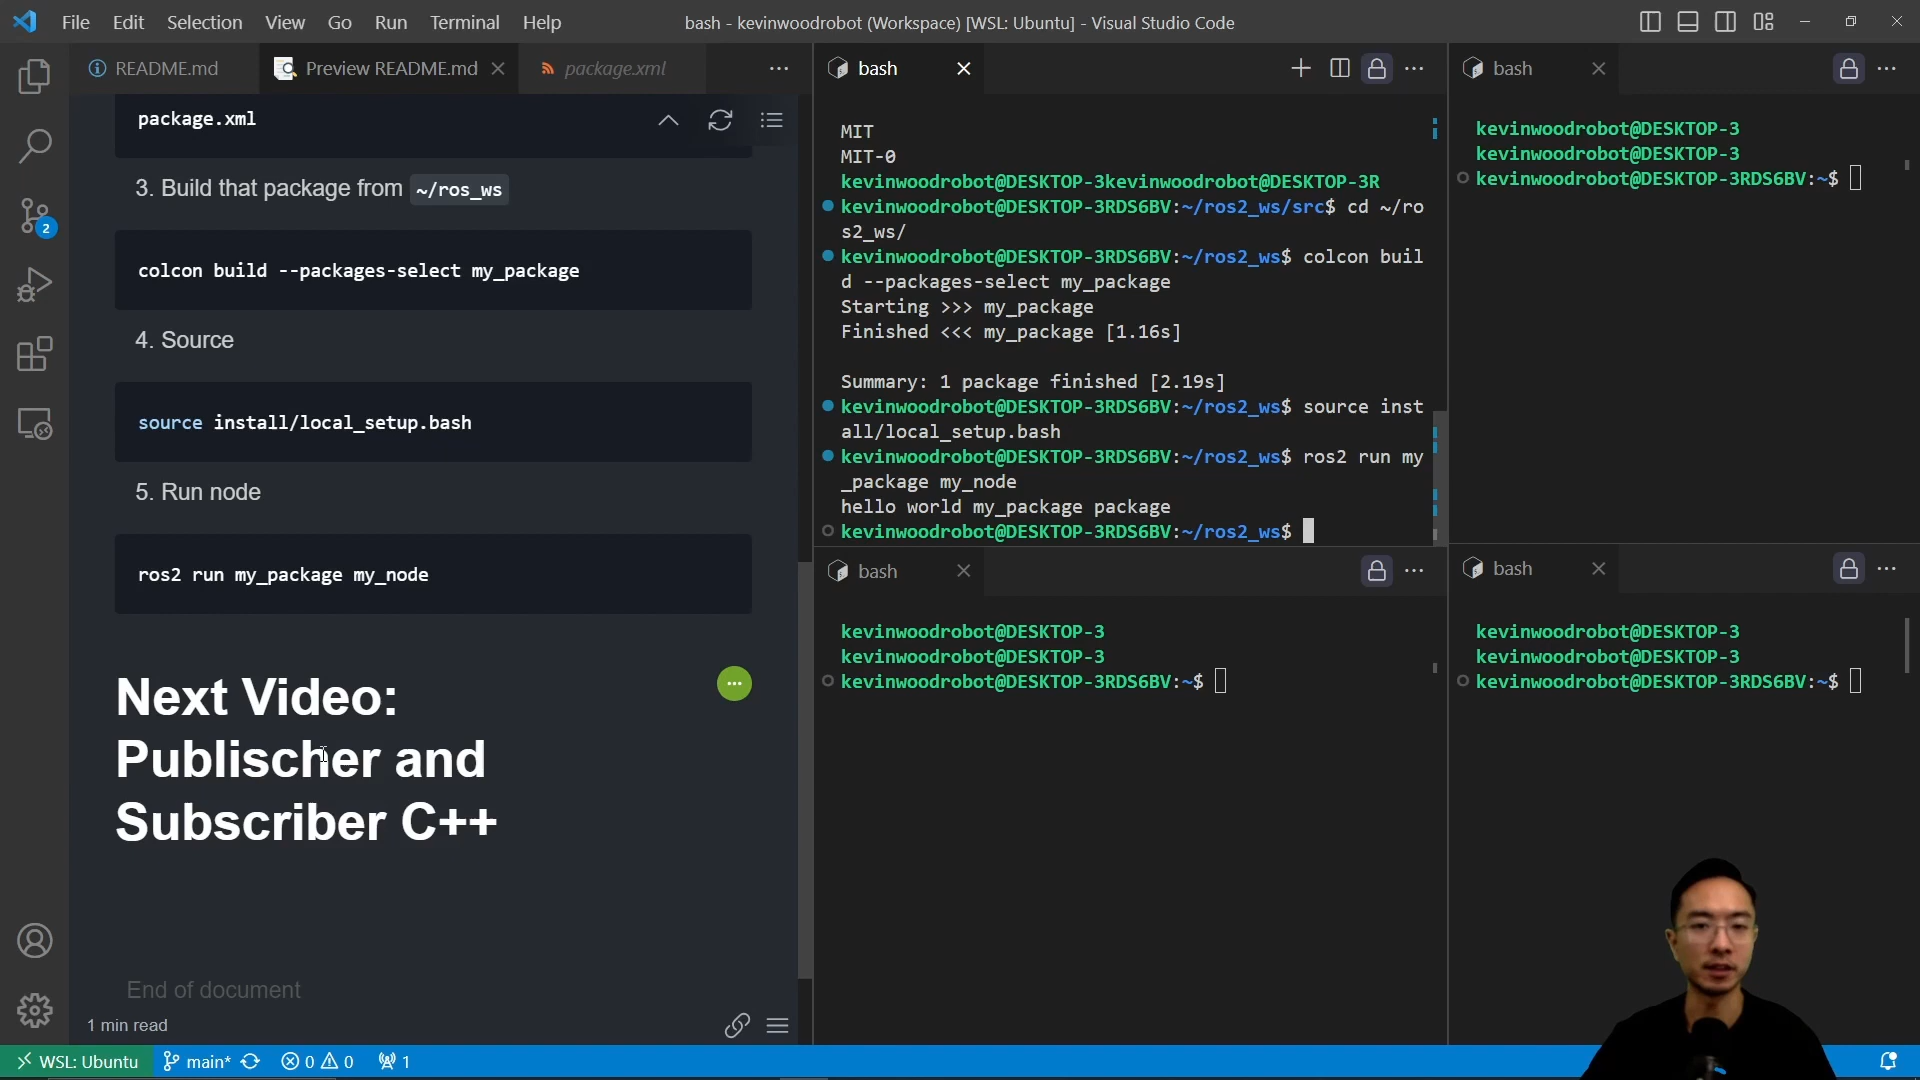 File Edit Selection View Go Run Terminal Help
bash - kevinwoodrobot (Workspace) [WSL: Ubuntu] - Visual Studio Code
README.md
Preview README.md
package.xml
package.xml
3. Build that package from ~/ros_ws
colcon build --packages-select my_package
4. Source
source install/local_setup.bash
5. Run node
ros2 run my_package my_node
Next Video:
Publischer and
Subscriber C++
End of document
1 min read
2
bash
MIT
MIT-0
kevinwoodrobot@DESKTOP-3kevinwoodrobot@DESKTOP-3R
kevinwoodrobot@DESKTOP-3RDS6BV:~/ros2_ws/src$ cd ~/ro
s2_ws/
kevinwoodrobot@DESKTOP-3RDS6BV:~/ros2_ws$ colcon buil
d --packages-select my_package
Starting >>> my_package
Finished <<< my_package [1.16s]
Summary: 1 package finished [2.19s]
kevinwoodrobot@DESKTOP-3RDS6BV:~/ros2_ws$ source inst
all/local_setup.bash
kevinwoodrobot@DESKTOP-3RDS6BV:~/ros2_ws$ ros2 run my
_package my_node
hello world my_package package
kevinwoodrobot@DESKTOP-3RDS6BV:~/ros2_ws$
bash
kevinwoodrobot@DESKTOP-3
kevinwoodrobot@DESKTOP-3
kevinwoodrobot@DESKTOP-3RDS6BV:~$
bash
kevinwoodrobot@DESKTOP-3
kevinwoodrobot@DESKTOP-3
kevinwoodrobot@DESKTOP-3RDS6BV:~$
bash
kevinwoodrobot@DESKTOP-3
kevinwoodrobot@DESKTOP-3
kevinwoodrobot@DESKTOP-3RDS6BV:~$
WSL: Ubuntu main* 0 0 1